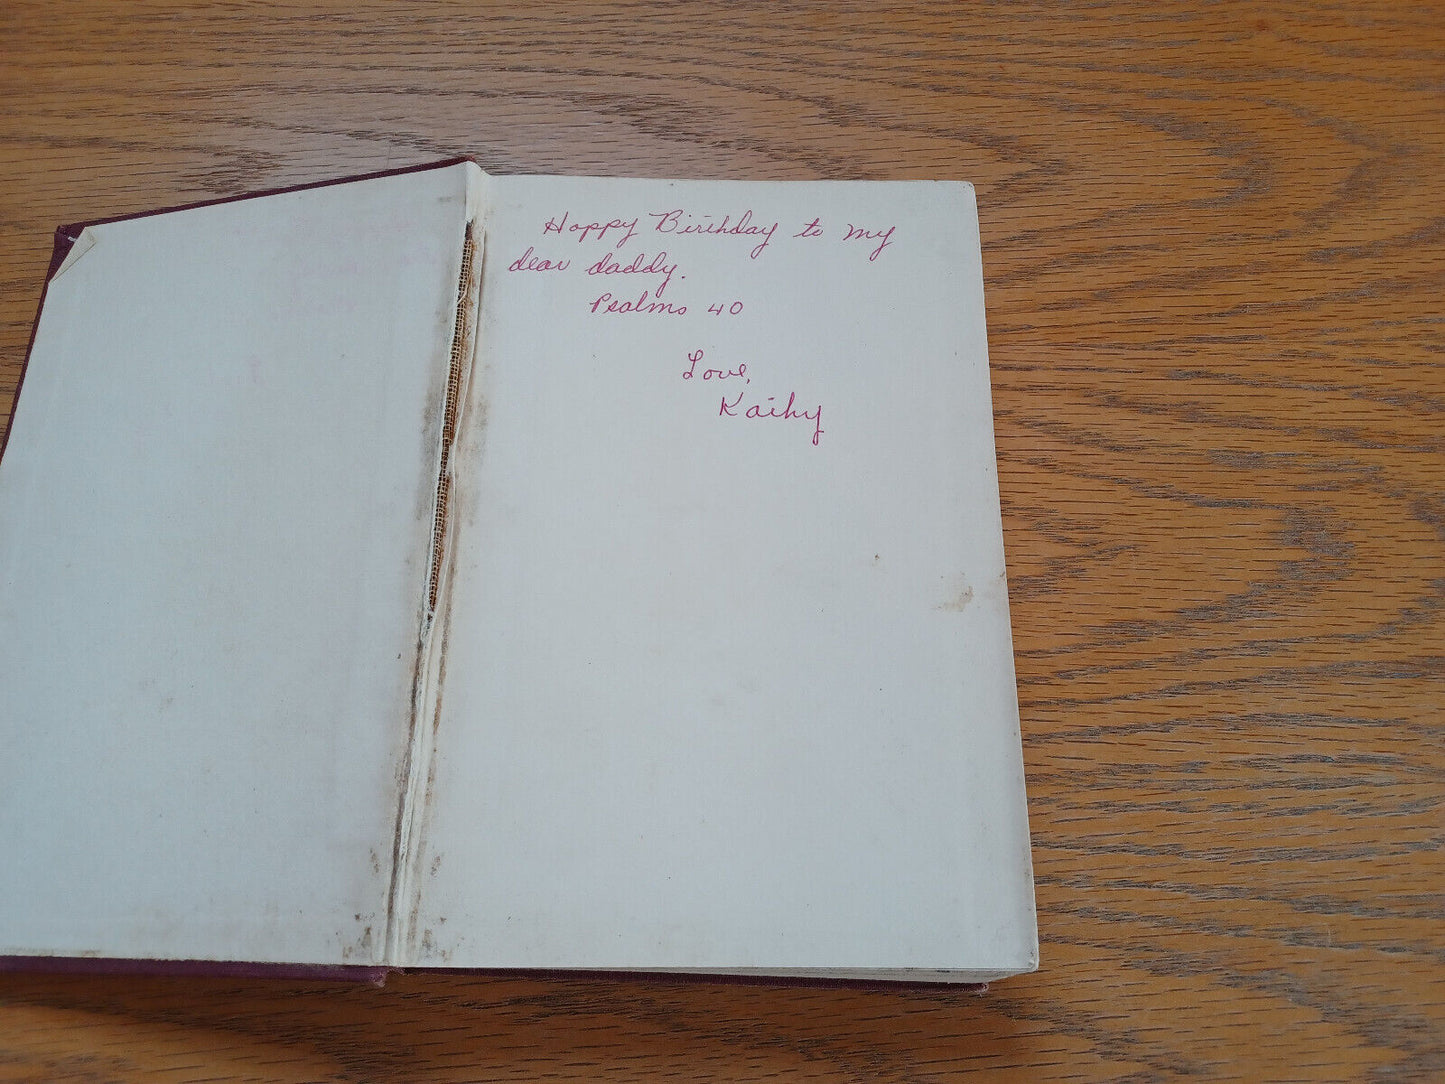 Happy Birthday to my
dear daddy.
Psalms 40
Love,
Kathy